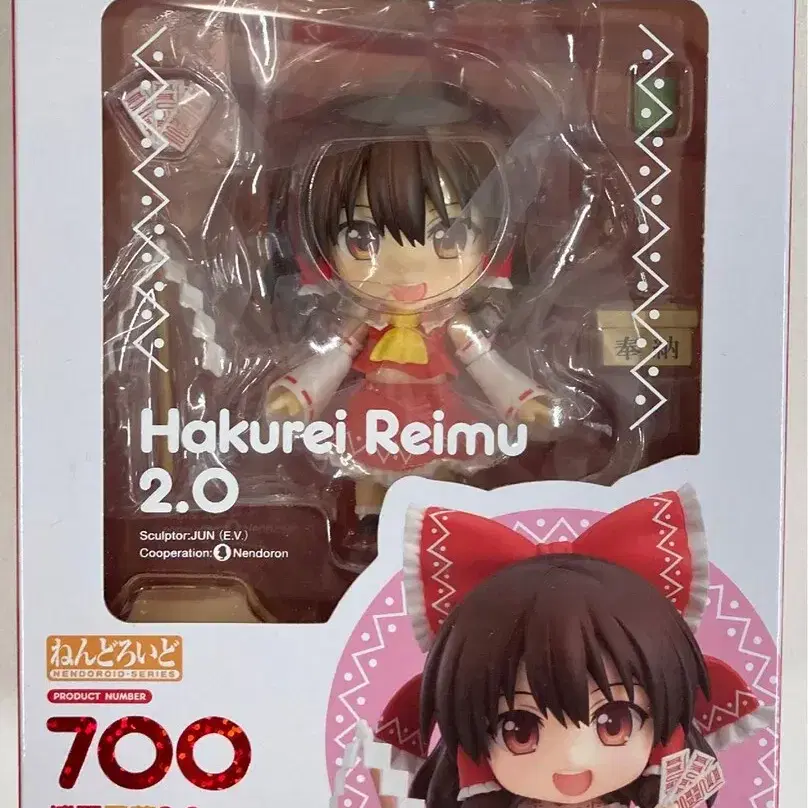 奉納
Hakurei Reimu
2.0
Sculptor:JUN (E.V.)
Cooperation: Nendoron
ねんどろいど
NENDOROID-SERIES
PRODUCT NUMBER
700